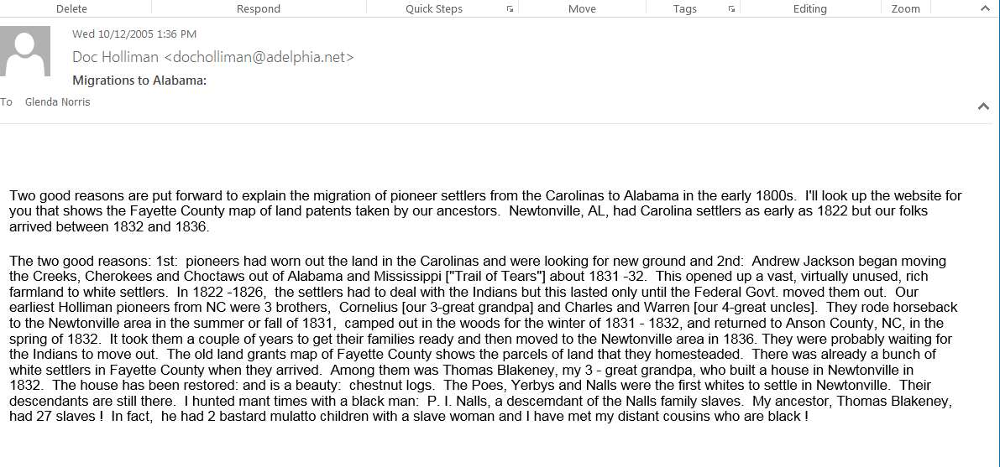 Delete Respond Quick Steps Move Tags Editing Zoom
Wed 10/12/2005 1:36 PM
Doc Holliman <docholliman@adelphia.net>
Migrations to Alabama:
To Glenda Norris
Two good reasons are put forward to explain the migration of pioneer settlers from the Carolinas to Alabama in the early 1800s.  I'll look up the website for
you that shows the Fayette County map of land patents taken by our ancestors.  Newtonville, AL, had Carolina settlers as early as 1822 but our folks
arrived between 1832 and 1836.
The two good reasons: 1st:  pioneers had worn out the land in the Carolinas and were looking for new ground and 2nd:  Andrew Jackson began moving
the Creeks, Cherokees and Choctaws out of Alabama and Mississippi ["Trail of Tears"] about 1831 -32.  This opened up a vast, virtually unused, rich
farmland to white settlers.  In 1822 -1826,  the settlers had to deal with the Indians but this lasted only until the Federal Govt. moved them out.  Our
earliest Holliman pioneers from NC were 3 brothers,  Cornelius [our 3-great grandpa] and Charles and Warren [our 4-great uncles].  They rode horseback
to the Newtonville area in the summer or fall of 1831,  camped out in the woods for the winter of 1831 - 1832, and returned to Anson County, NC, in the
spring of 1832.  It took them a couple of years to get their families ready and then moved to the Newtonville area in 1836. They were probably waiting for
the Indians to move out.  The old land grants map of Fayette County shows the parcels of land that they homesteaded.  There was already a bunch of
white settlers in Fayette County when they arrived.  Among them was Thomas Blakeney, my 3 - great grandpa, who built a house in Newtonville in
1832.  The house has been restored: and is a beauty:  chestnut logs.  The Poes, Yerbys and Nalls were the first whites to settle in Newtonville.  Their
descendants are still there.  I hunted mant times with a black man:  P. I. Nalls, a descemdant of the Nalls family slaves.  My ancestor, Thomas Blakeney,
had 27 slaves !  In fact,  he had 2 bastard mulatto children with a slave woman and I have met my distant cousins who are black !